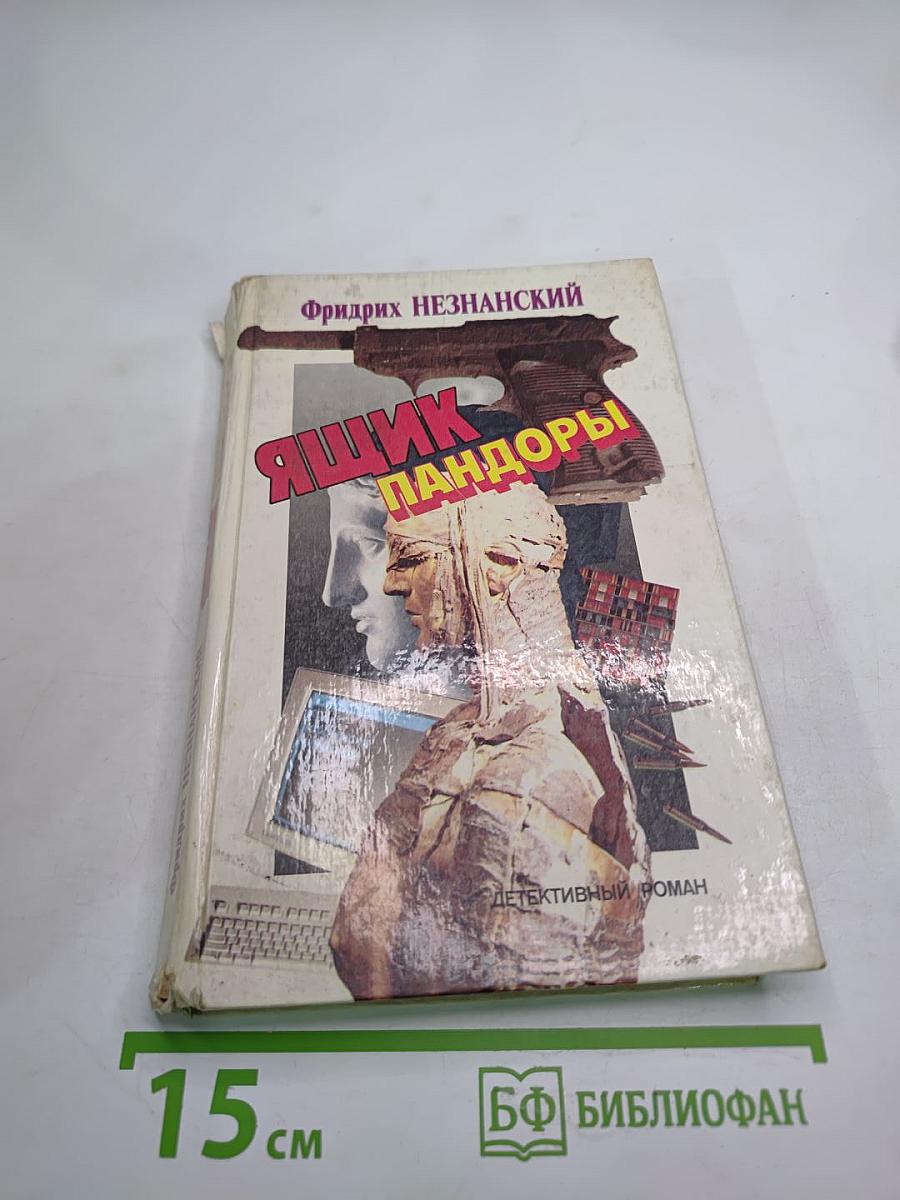 Фридрих НЕЗНАНСКИЙ
ЯЩИК
ПАНДОРЫ
ДЕТЕКТИВНЫЙ РОМАН
15 см
БФ БИБЛИОФАН